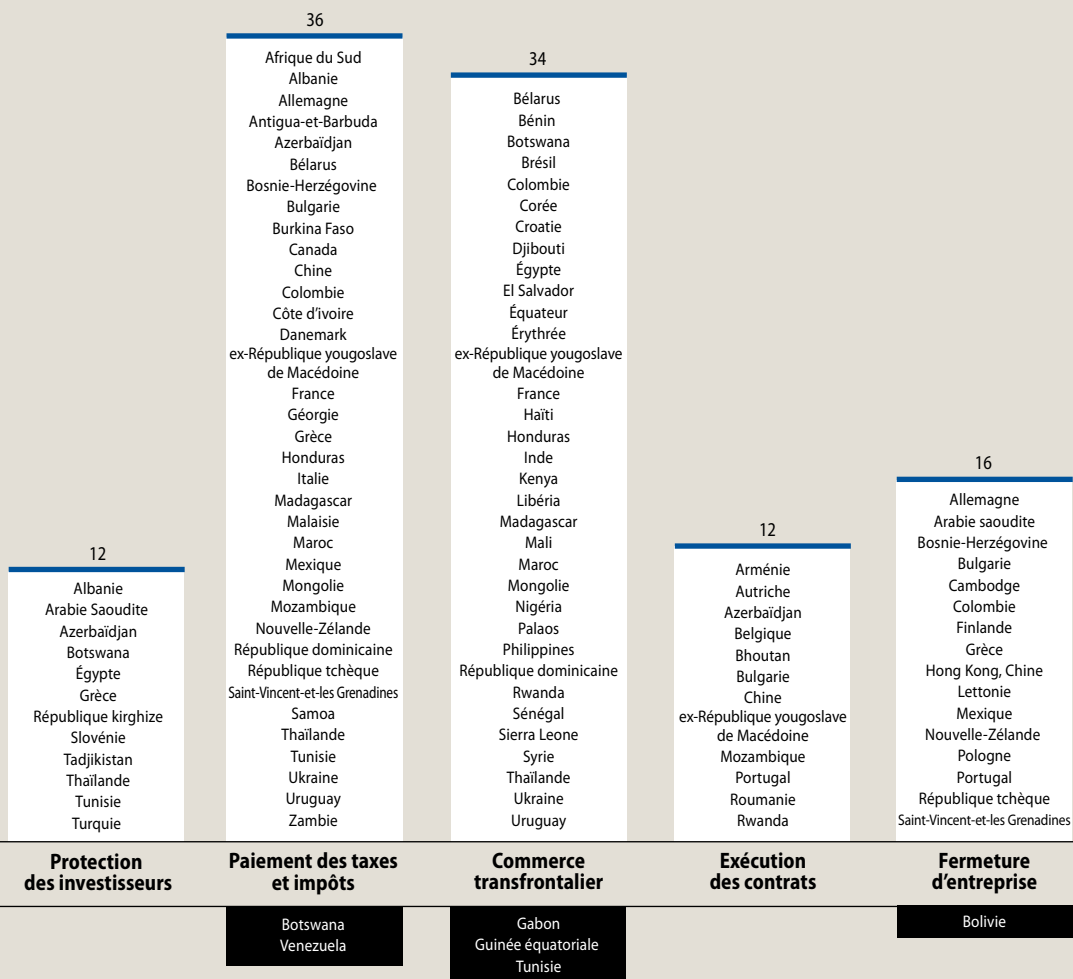 12
Albanie
Arabie Saoudite
Azerbaïdjan
Botswana
Égypte
Grèce
République kirghize
Slovénie
Tadjikistan
Thaïlande
Tunisie
Turquie
Protection
des investisseurs
36
Afrique du Sud
Albanie
Allemagne
Antigua-et-Barbuda
Azerbaïdjan
Bélarus
Bosnie-Herzégovine
Bulgarie
Burkina Faso
Canada
Chine
Colombie
Côte d'ivoire
Danemark
ex-République yougoslave
de Macédoine
France
Géorgie
Grèce
Honduras
Italie
Madagascar
Malaisie
Maroc
Mexique
Mongolie
Mozambique
Nouvelle-Zélande
République dominicaine
République tchèque
Saint-Vincent-et-les Grenadines
Samoa
Thaïlande
Tunisie
Ukraine
Uruguay
Zambie
Paiement des taxes
et impôts
Botswana
Venezuela
34
Bélarus
Bénin
Botswana
Brésil
Colombie
Corée
Croatie
Djibouti
Égypte
El Salvador
Équateur
Érythrée
ex-République yougoslave
de Macédoine
France
Haïti
Honduras
Inde
Kenya
Libéria
Madagascar
Mali
Maroc
Mongolie
Nigéria
Palaos
Philippines
République dominicaine
Rwanda
Sénégal
Sierra Leone
Syrie
Thaïlande
Ukraine
Uruguay
Commerce
transfrontalier
Gabon
Guinée équatoriale
Tunisie
12
Arménie
Autriche
Azerbaïdjan
Belgique
Bhoutan
Bulgarie
Chine
ex-République yougoslave
de Macédoine
Mozambique
Portugal
Roumanie
Rwanda
Exécution
des contrats
16
Allemagne
Arabie saoudite
Bosnie-Herzégovine
Bulgarie
Cambodge
Colombie
Finlande
Grèce
Hong Kong, Chine
Lettonie
Mexique
Nouvelle-Zélande
Pologne
Portugal
République tchèque
Saint-Vincent-et-les Grenadines
Fermeture
d'entreprise
Bolivie